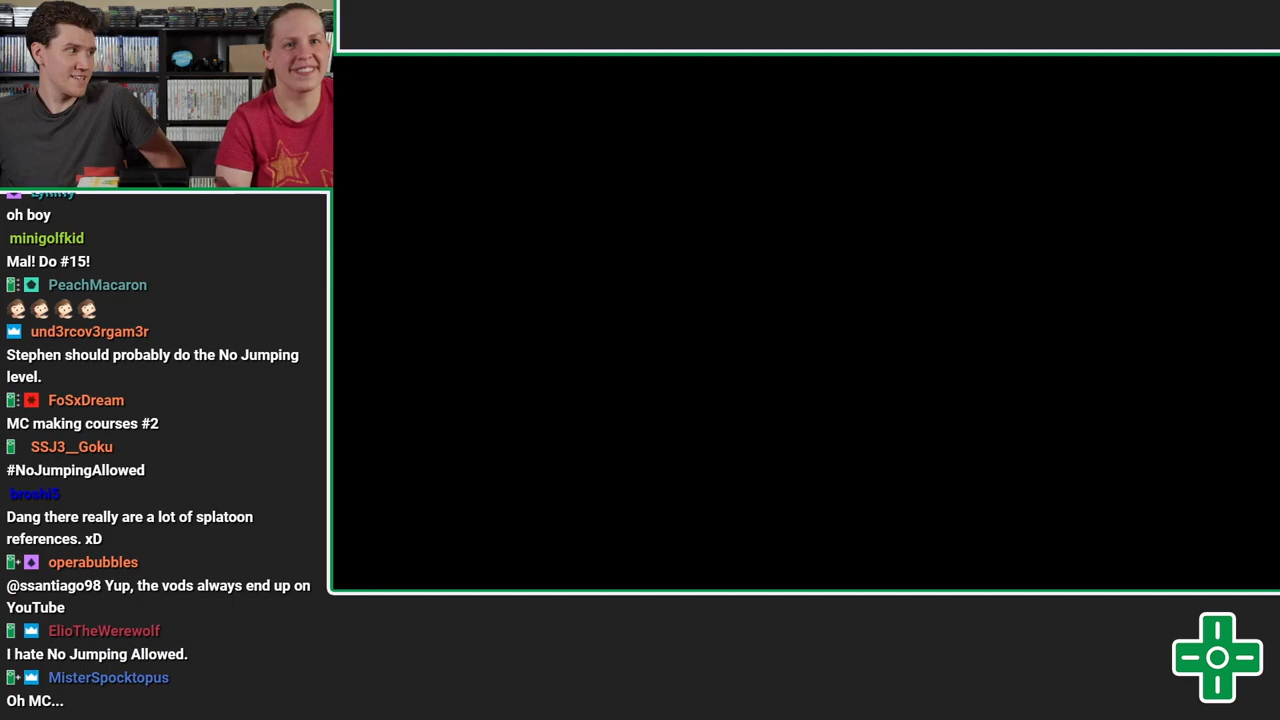 oh boy
minigolfkid
Mal! Do #15!
PeachMacaron
und3rcov3rgam3r
Stephen should probably do the No Jumping
level.
FoSxDream
MC making courses #2
SSJ3__Goku
#NoJumpingAllowed
broshi5
Dang there really are a lot of splatoon
references. xD
operabubbles
@ssantiago98 Yup, the vods always end up on
YouTube
ElioTheWerewolf
I hate No Jumping Allowed.
MisterSpocktopus
Oh MC...